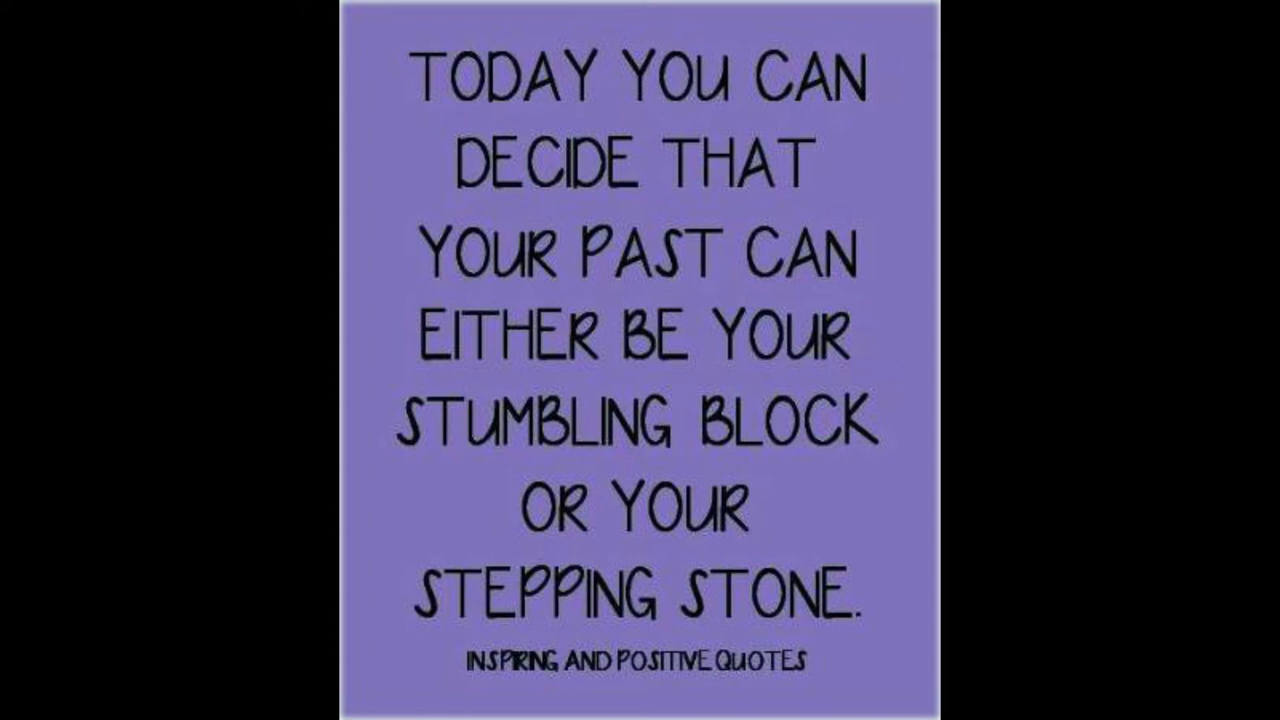 TODAY YOU CAN
DECIDE THAT
YOUR PAST CAN
EITHER BE YOUR
STUMBLING BLOCK
OR YOUR
STEPPING STONE.
INSPIRING AND POSITIVE QUOTES